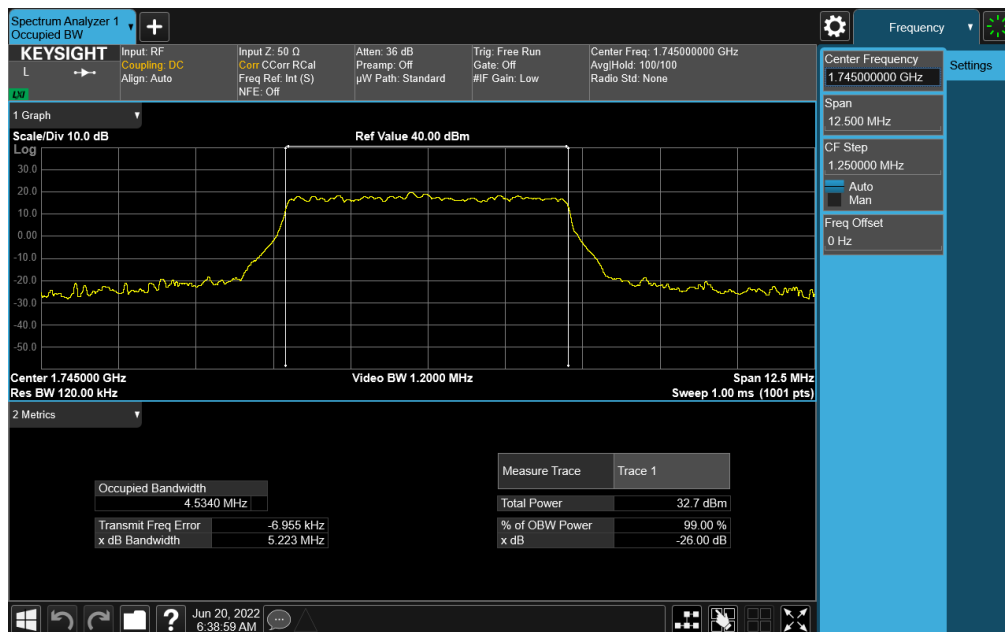 Spectrum Analyzer 1
Occupied BW
Frequency
KEYSIGHT
L
LXI
Input: RF
Coupling: DC
Align: Auto
Input Z: 50 Ω
Corr CCorr RCal
Freq Ref: Int (S)
NFE: Off
Atten: 36 dB
Preamp: Off
µW Path: Standard
Trig: Free Run
Gate: Off
#IF Gain: Low
Center Freq: 1.745000000 GHz
Avg|Hold: 100/100
Radio Std: None
Center Frequency
1.745000000 GHz
Settings
Span
12.500 MHz
CF Step
1.250000 MHz
Auto
Man
Freq Offset
0 Hz
1 Graph
Scale/Div 10.0 dB
Ref Value 40.00 dBm
Log
30.0
20.0
10.0
0.00
-10.0
-20.0
-30.0
-40.0
-50.0
Center 1.745000 GHz
Video BW 1.2000 MHz
Span 12.5 MHz
Res BW 120.00 kHz
Sweep 1.00 ms (1001 pts)
2 Metrics
Measure Trace Trace 1
Occupied Bandwidth
4.5340 MHz
Total Power 32.7 dBm
Transmit Freq Error -6.955 kHz
% of OBW Power 99.00 %
x dB Bandwidth 5.223 MHz
x dB -26.00 dB
Jun 20, 2022
6:38:59 AM